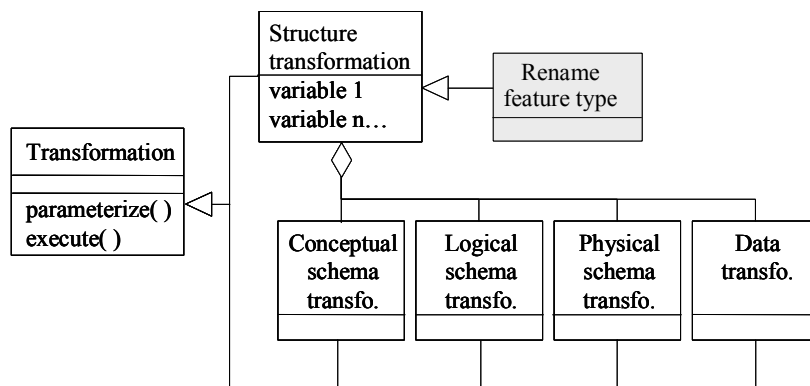 Structure
transformation
variable 1
variable n...
Rename
feature type
Transformation
parameterize( )
execute( )
Conceptual
schema
transfo.
Logical
schema
transfo.
Physical
schema
transfo.
Data
transfo.